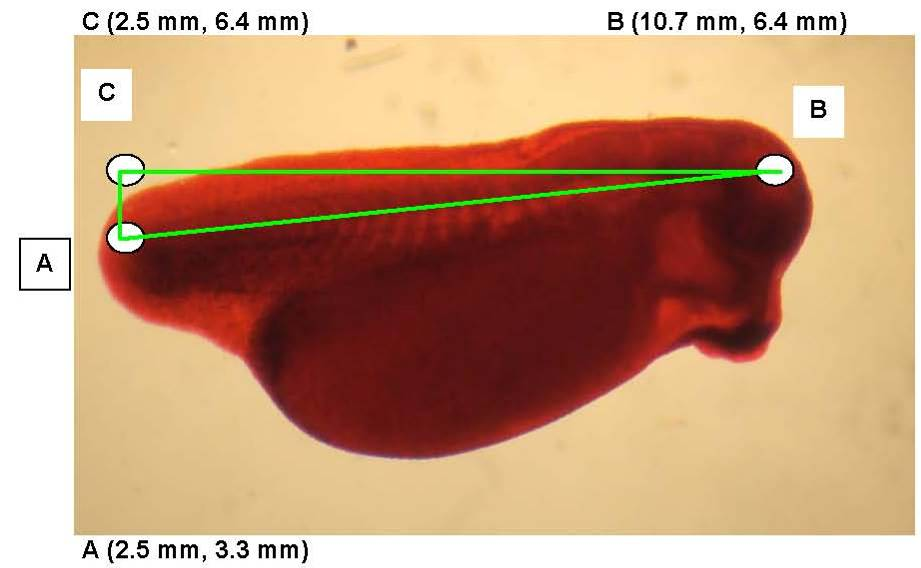 C (2.5 mm, 6.4 mm)
B (10.7 mm, 6.4 mm)
C
B
A
A (2.5 mm, 3.3 mm)